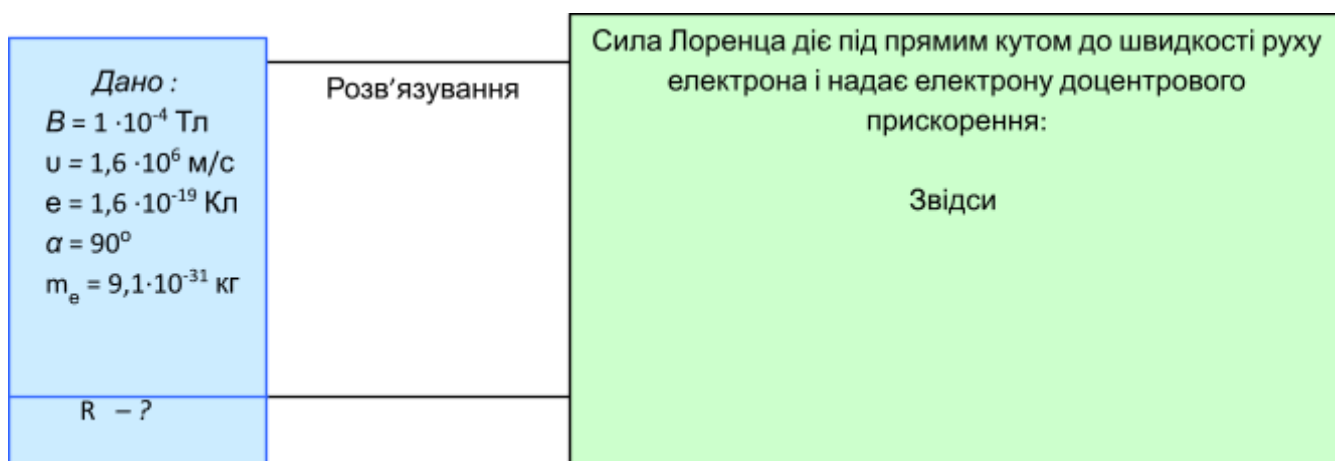 Дано :
B = 1 ·10⁻⁴ Тл
υ = 1,6 ·10⁶ м/с
e = 1,6 ·10⁻¹⁹ Кл
α = 90º
mₑ = 9,1·10⁻³¹ кг
R – ?
Розв’язування
Сила Лоренца діє під прямим кутом до швидкості руху
електрона і надає електрону доцентрового
прискорення:
Звідси